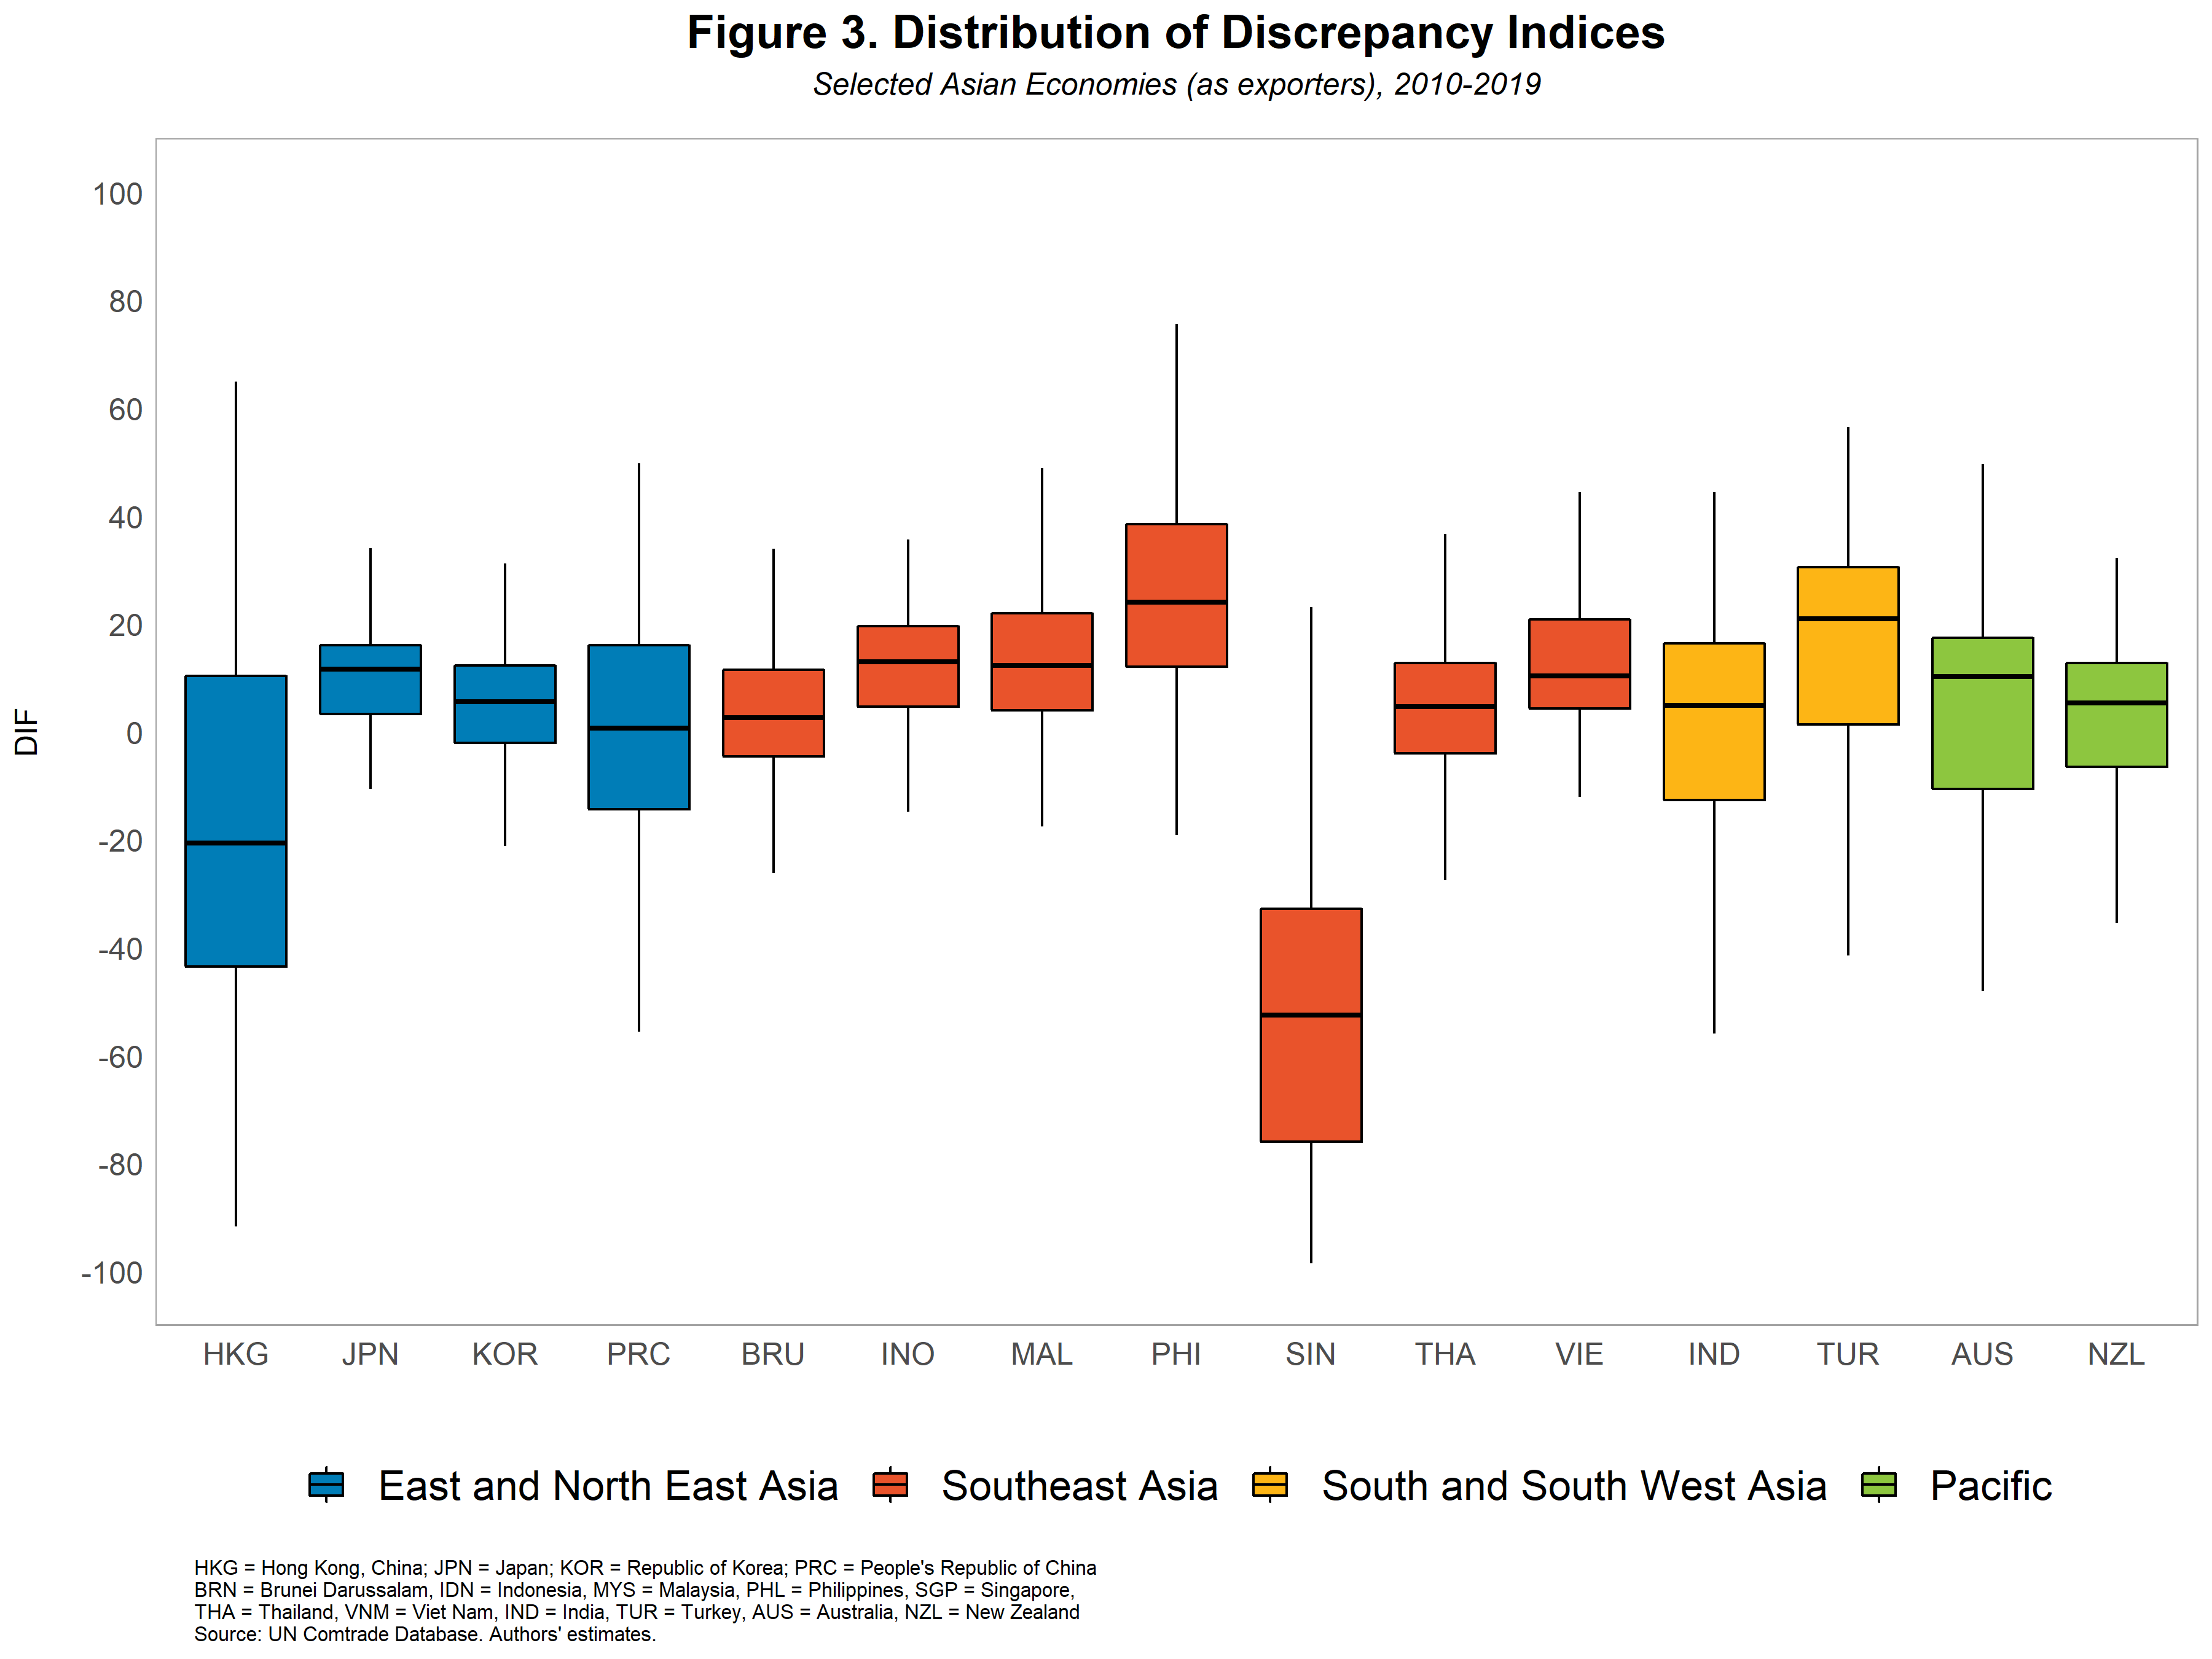 Figure 3. Distribution of Discrepancy Indices
Selected Asian Economies (as exporters), 2010-2019
100
80
60
40
20
0
-20
-40
-60
-80
-100
DIF
HKG JPN KOR PRC BRU INO MAL PHI SIN THA VIE IND TUR AUS NZL
East and North East Asia Southeast Asia South and South West Asia Pacific
HKG = Hong Kong, China; JPN = Japan; KOR = Republic of Korea; PRC = People's Republic of China
BRN = Brunei Darussalam, IDN = Indonesia, MYS = Malaysia, PHL = Philippines, SGP = Singapore,
THA = Thailand, VNM = Viet Nam, IND = India, TUR = Turkey, AUS = Australia, NZL = New Zealand
Source: UN Comtrade Database. Authors' estimates.